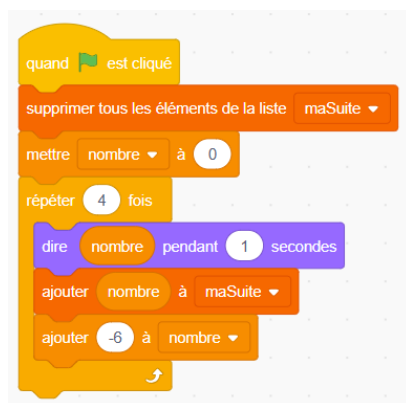 quand est cliqué
supprimer tous les éléments de la liste maSuite
mettre nombre à 0
répéter 4 fois
dire nombre pendant 1 secondes
ajouter nombre à maSuite
ajouter -6 à nombre